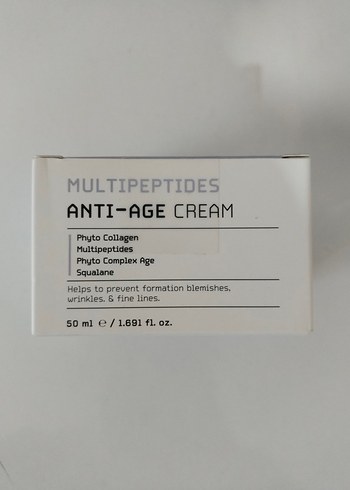 MULTIPEPTIDES
ANTI-AGE CREAM
Phyto Collagen
Multipeptides
Phyto Complex Age
Squalane
Helps to prevent formation blemishes,
wrinkles, & fine lines.
50 ml ℮ / 1.691 fl. oz.